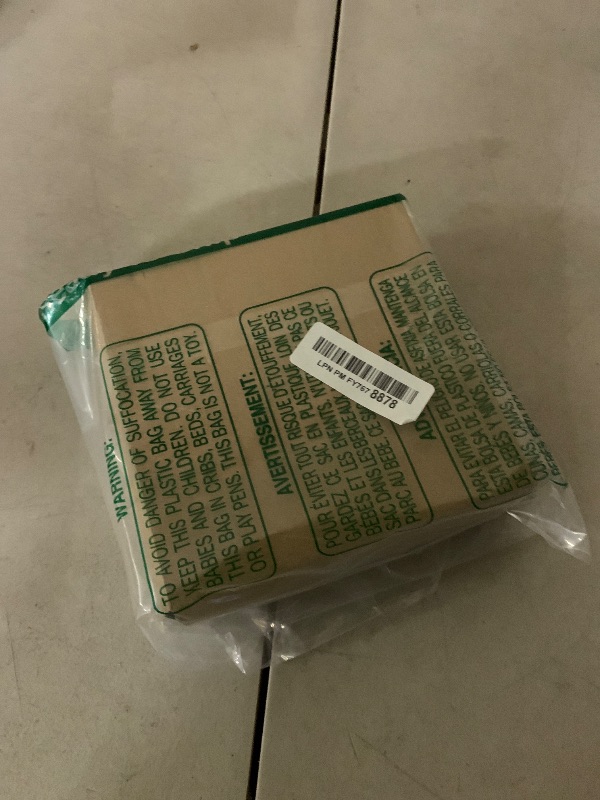 WARNING:
TO AVOID DANGER OF SUFFOCATION,
KEEP THIS PLASTIC BAG AWAY FROM
BABIES AND CHILDREN. DO NOT USE
THIS BAG IN CRIBS, BEDS, CARRIAGES
OR PLAY PENS. THIS BAG IS NOT A TOY.
AVERTISSEMENT:
POUR ÉVITER TOUT RISQUE D'ÉTOUFFEMENT,
GARDEZ CE SAC EN PLASTIQUE LOIN DES
BÉBÉS ET
SAC DANS LES
PARC AU BÉBÉ. CE
LPN PM FY767 8878
PARA EVITAR EL PELIGRO DE ASFIXIA, MANTENGA
ESTA BOLSA DE PLÁSTICO FUERA DEL ALCANCE
DE BEBÉS Y NIÑOS. NO USAR ESTA BOLSA EN
CUNAS, CAMAS, CARRIOLAS O CORRALES PARA